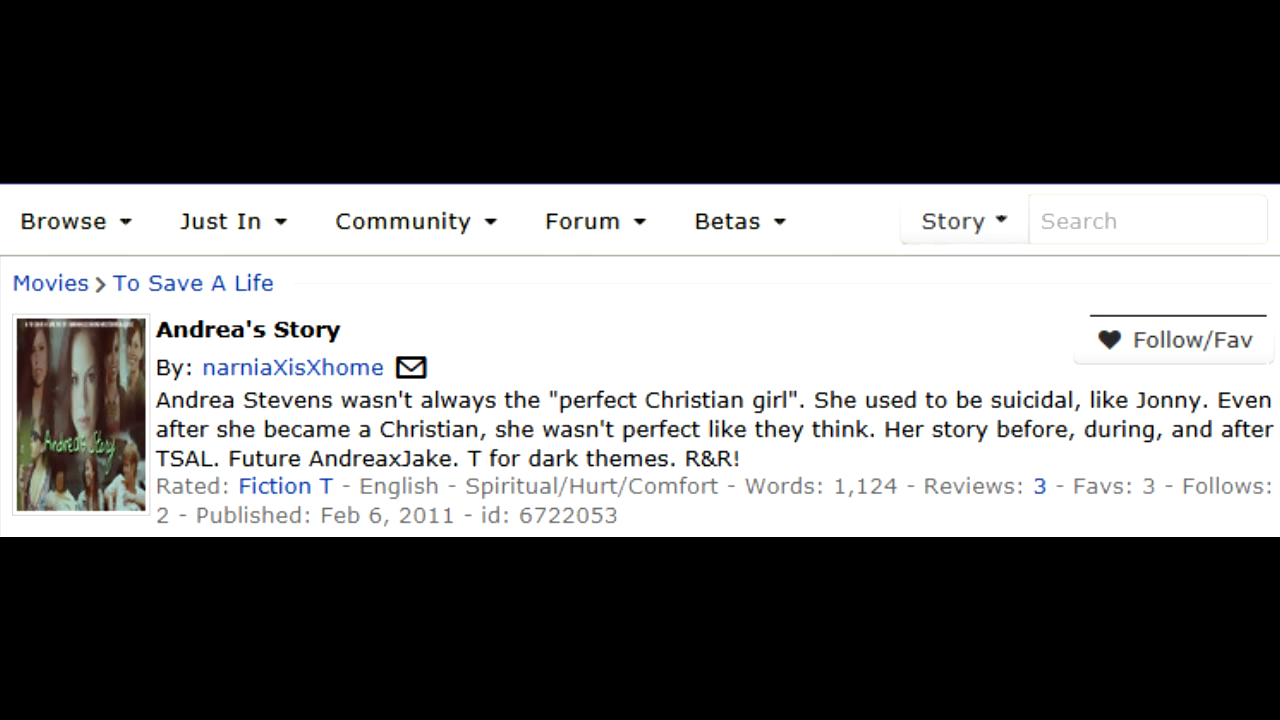 Browse Just In Community Forum Betas Story Search
Movies To Save A Life
Andrea's Story
Follow/Fav
By: narniaXisXhome
Andrea Stevens wasn't always the "perfect Christian girl". She used to be suicidal, like Jonny. Even
after she became a Christian, she wasn't perfect like they think. Her story before, during, and after
TSAL. Future AndreaxJake. T for dark themes. R&R!
Rated: Fiction T - English - Spiritual/Hurt/Comfort - Words: 1,124 - Reviews: 3 - Favs: 3 - Follows:
2 - Published: Feb 6, 2011 - id: 6722053
Andrea's Story